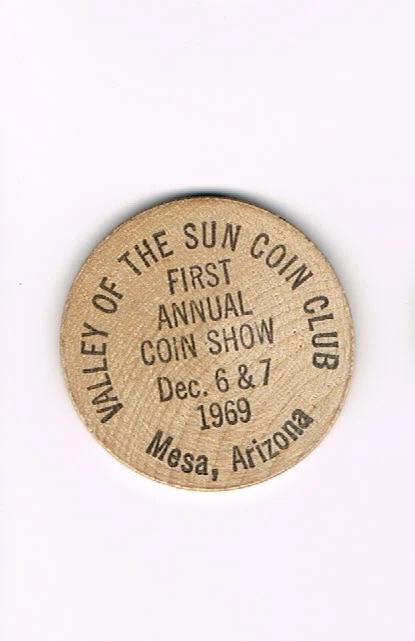 VALLEY OF THE SUN COIN CLUB
FIRST
ANNUAL
COIN SHOW
Dec. 6 & 7
1969
Mesa, Arizona